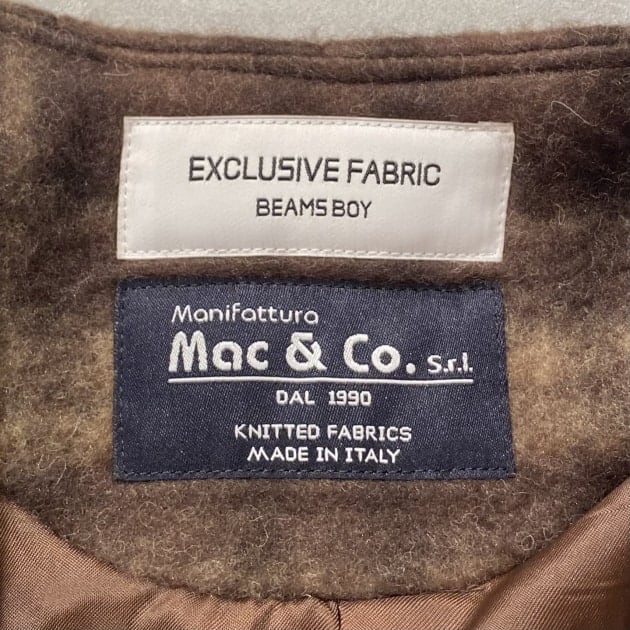 EXCLUSIVE FABRIC
BEAMS BOY
Manifattura
Mac & Co. S.r.l.
DAL 1990
KNITTED FABRICS
MADE IN ITALY